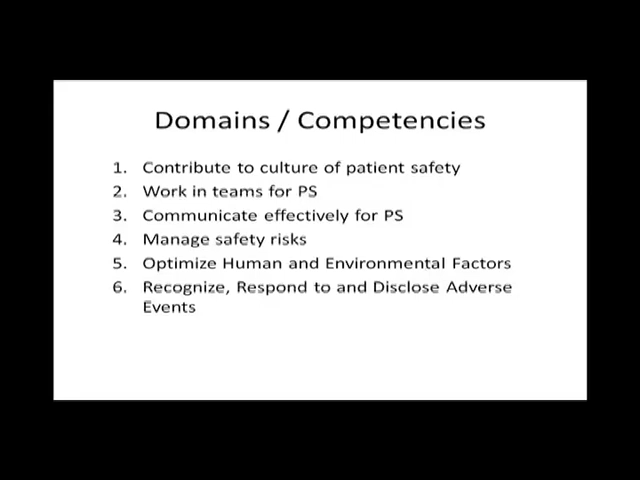 Domains / Competencies
1. Contribute to culture of patient safety
2. Work in teams for PS
3. Communicate effectively for PS
4. Manage safety risks
5. Optimize Human and Environmental Factors
6. Recognize, Respond to and Disclose Adverse
Events